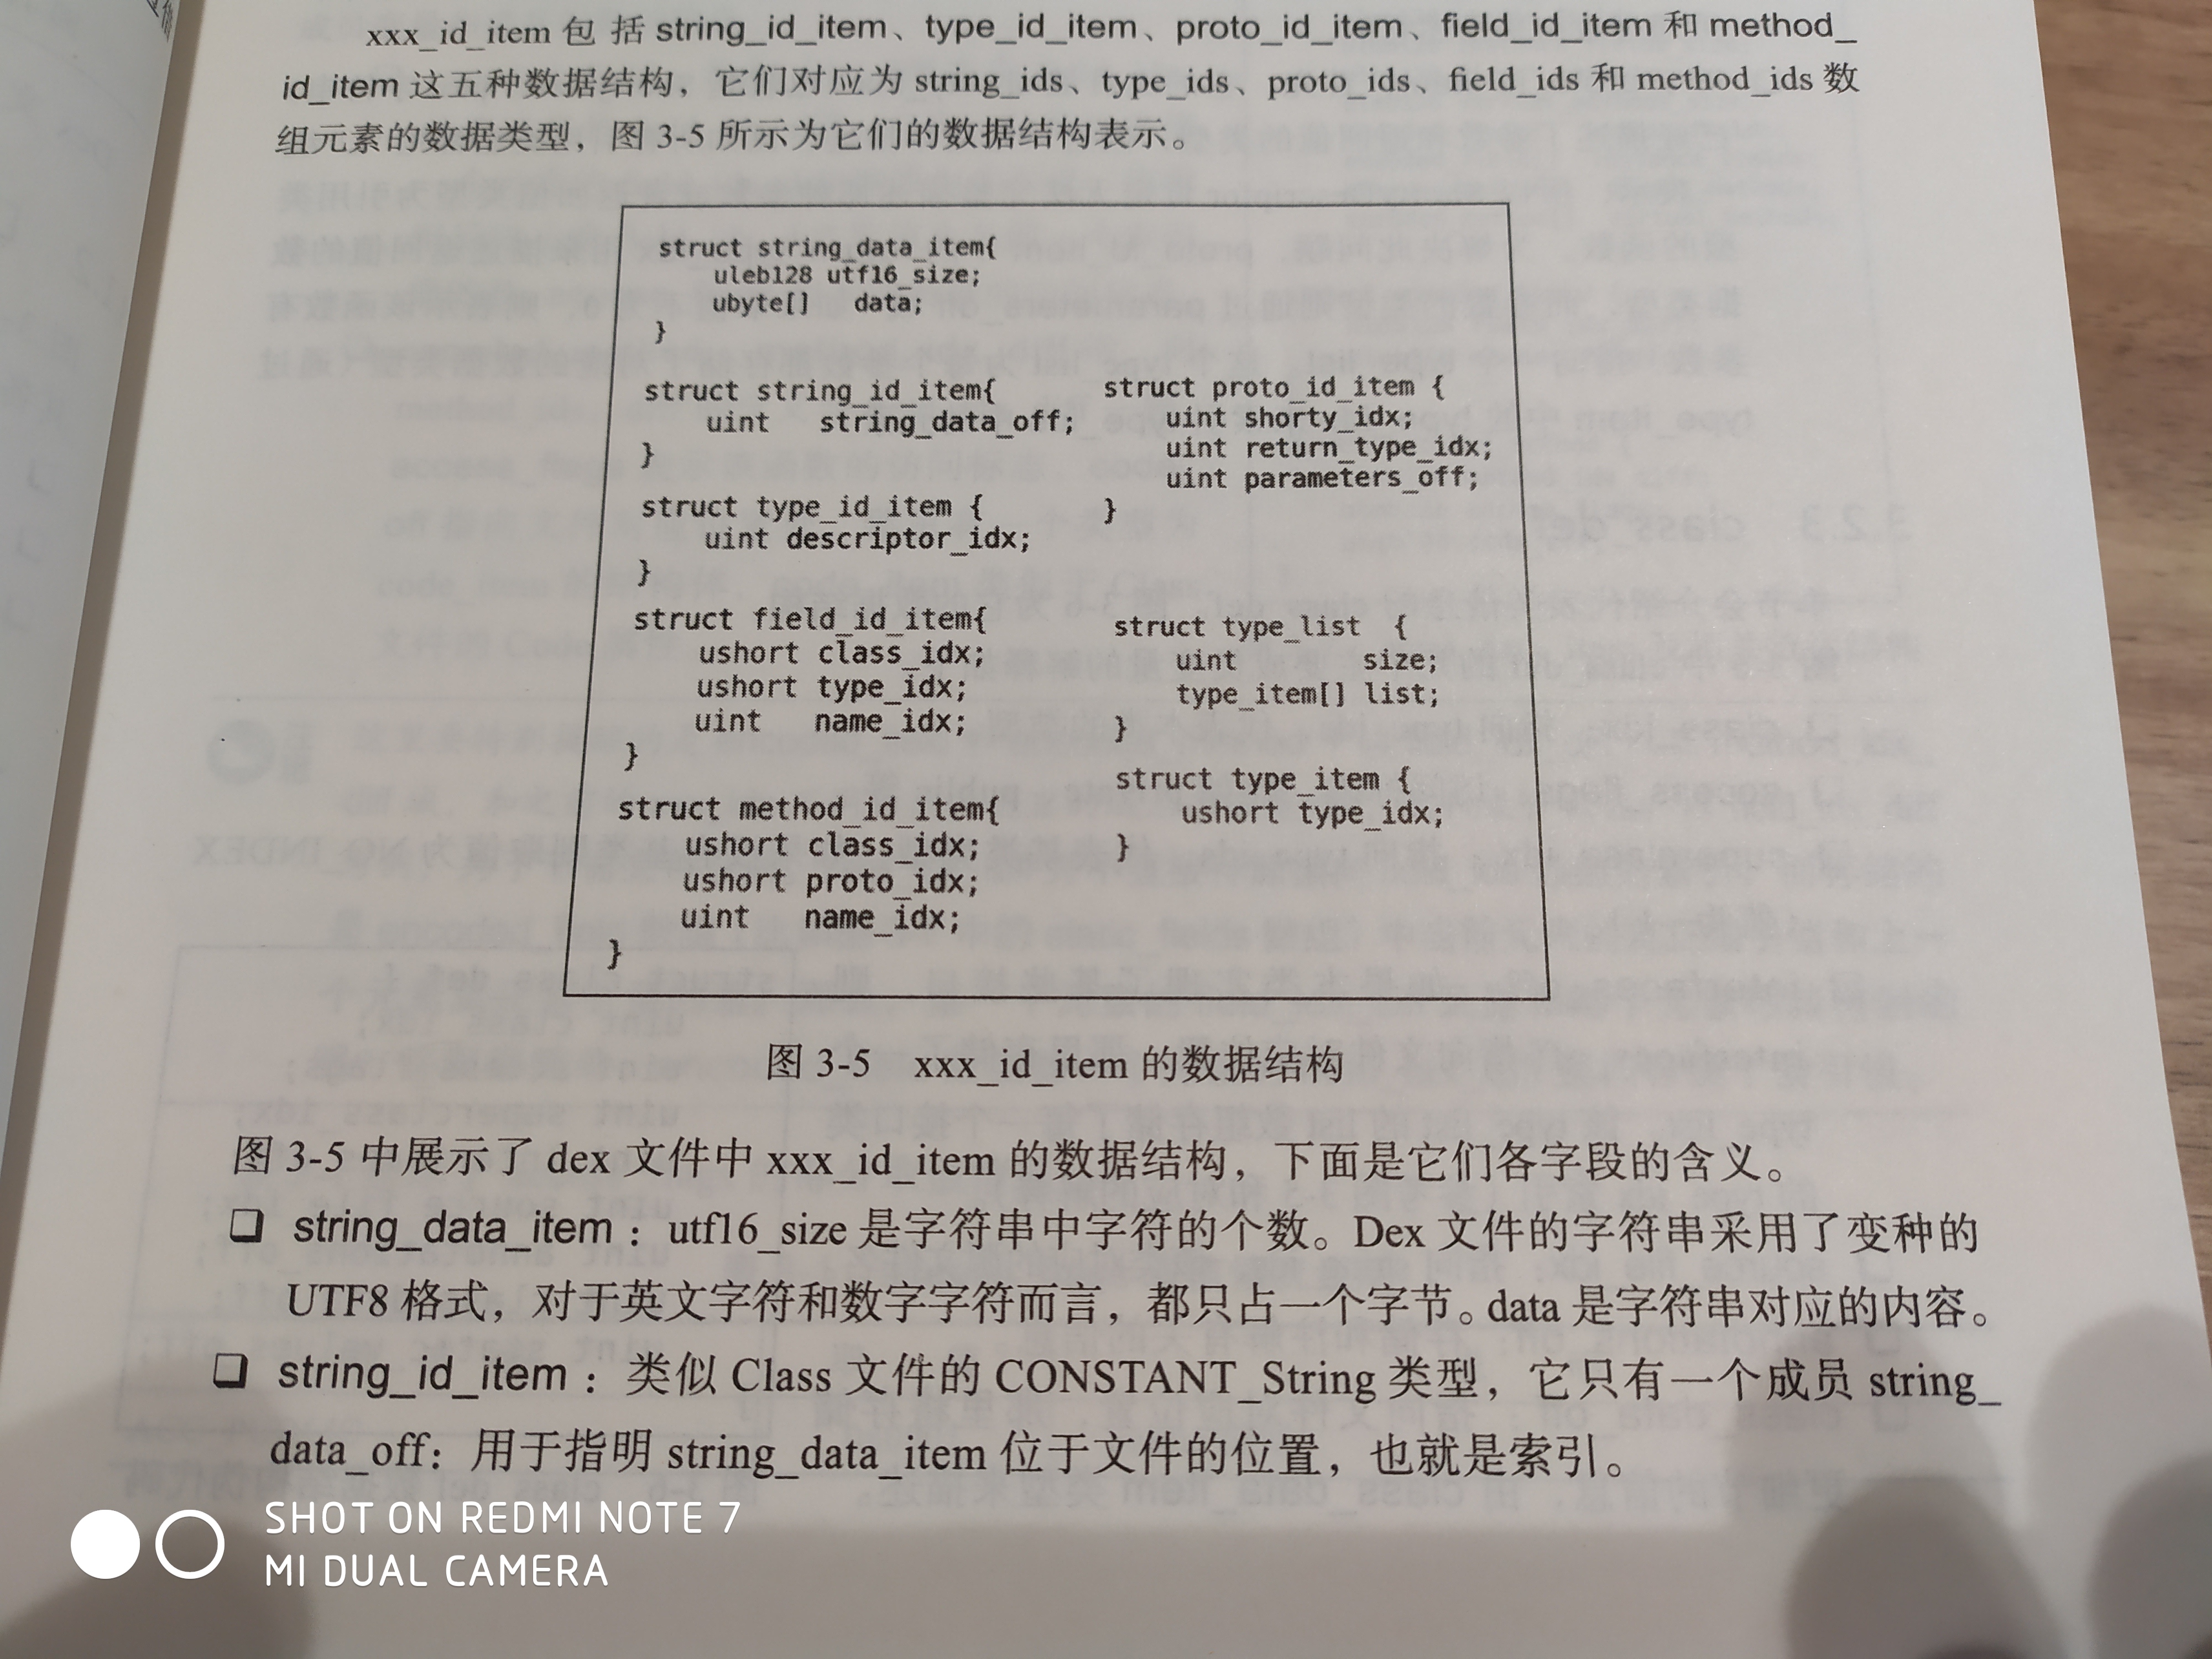 xxx_id_item 包 括 string_id_item、type_id_item、proto_id_item、field_id_item 和 method_
id_item 这五种数据结构，它们对应为 string_ids、type_ids、proto_ids、field_ids 和 method_ids 数
组元素的数据类型，图 3-5 所示为它们的数据结构表示。
struct string_data_item{
uleb128 utf16_size;
ubyte[] data;
}
struct string_id_item{
uint string_data_off;
}
struct type_id_item {
uint descriptor_idx;
}
struct field_id_item{
ushort class_idx;
ushort type_idx;
uint name_idx;
}
struct method_id_item{
ushort class_idx;
ushort proto_idx;
uint name_idx;
}
struct proto_id_item {
uint shorty_idx;
uint return_type_idx;
uint parameters_off;
}
struct type_list {
uint size;
type_item[] list;
}
struct type_item {
ushort type_idx;
}
图 3-5 xxx_id_item 的数据结构
图 3-5 中展示了 dex 文件中 xxx_id_item 的数据结构，下面是它们各字段的含义。
❑ string_data_item：utf16_size 是字符串中字符的个数。Dex 文件的字符串采用了变种的
UTF8 格式，对于英文字符和数字字符而言，都只占一个字节。data 是字符串对应的内容。
❑ string_id_item：类似 Class 文件的 CONSTANT_String 类型，它只有一个成员 string_
data_off：用于指明 string_data_item 位于文件的位置，也就是索引。
SHOT ON REDMI NOTE 7
MI DUAL CAMERA